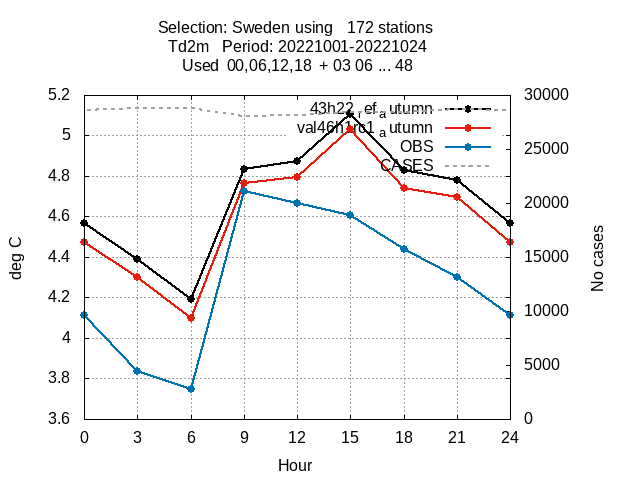 Selection: Sweden using   172 stations
Td2m   Period: 20221001-20221024
Used  00,06,12,18  + 03 06 ... 48
5.2
5
4.8
4.6
4.4
4.2
4
3.8
3.6
30000
25000
20000
15000
10000
5000
0
43h22_ref_autumn
val46h1rc1_autumn
OBS
CASES
deg C
No cases
0 3 6 9 12 15 18 21 24
Hour